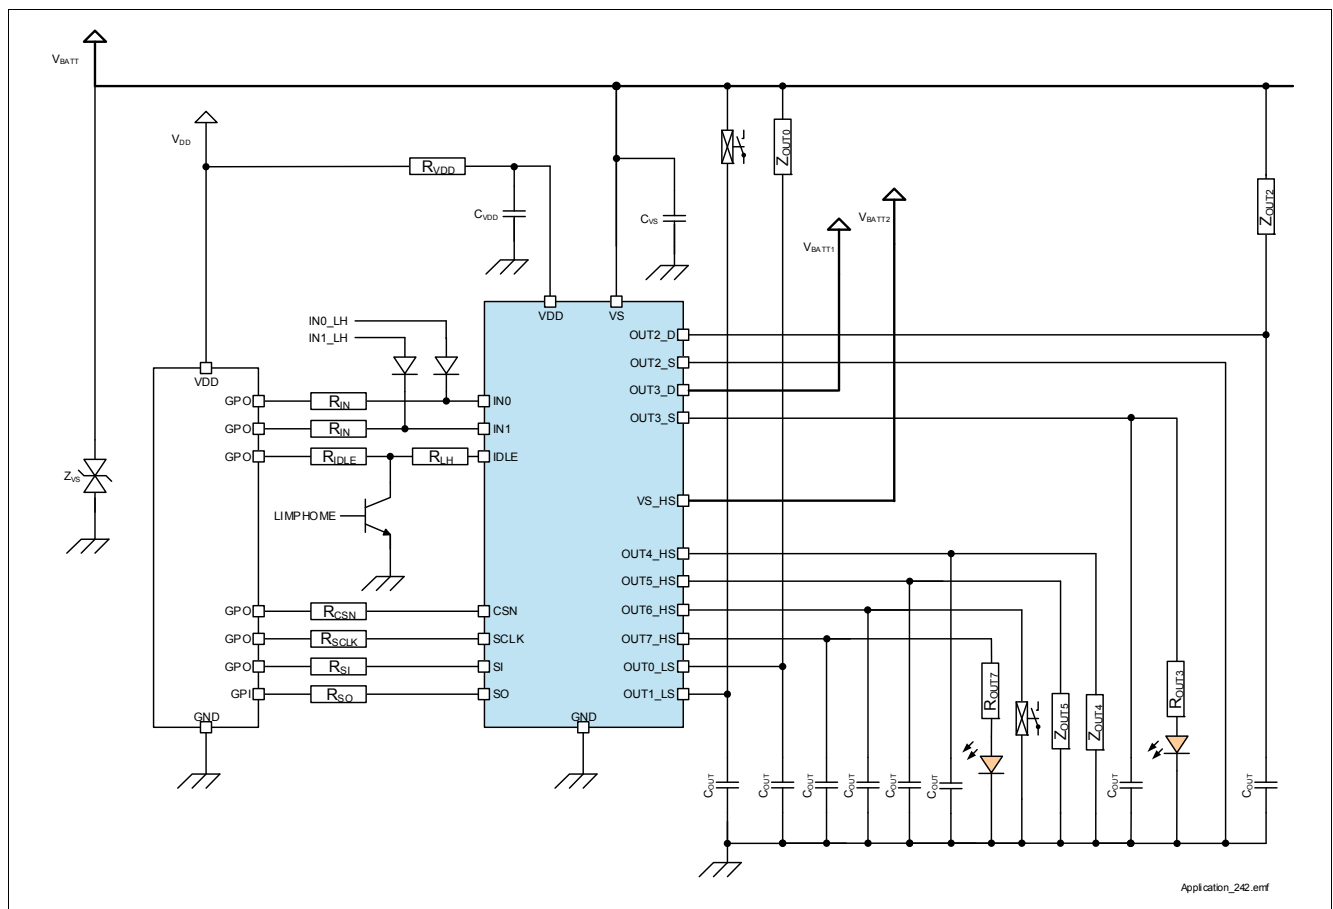 VBATT
VDD
RVDD
CVDD
CVS
ZOUT0
ZOUT2
VBATT2
VBATT1
VDD
VS
IN0_LH
IN1_LH
OUT2_D
OUT2_S
OUT3_D
OUT3_S
VDD
GPO
RIN
IN0
GPO
RIN
IN1
GPO
RIDLE
RLH
IDLE
ZVS
VS_HS
LIMPHOME
OUT4_HS
OUT5_HS
OUT6_HS
OUT7_HS
OUT0_LS
OUT1_LS
GPO
RCSN
CSN
GPO
RSCLK
SCLK
GPO
RSI
SI
GPI
RSO
SO
GND
GND
ROUT7
ZOUT5
ZOUT4
ROUT3
COUT
COUT
COUT
COUT
COUT
COUT
COUT
COUT
Application_242.emf